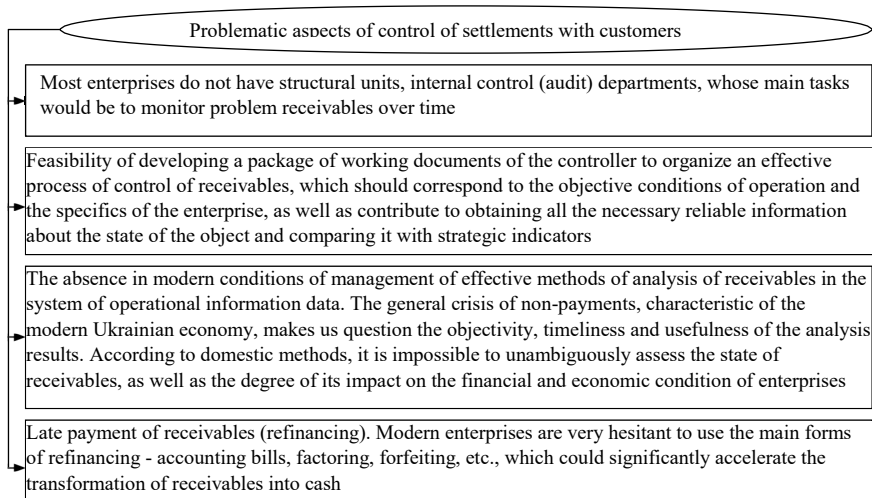 Problematic aspects of control of settlements with customers
Most enterprises do not have structural units, internal control (audit) departments, whose main tasks
would be to monitor problem receivables over time
Feasibility of developing a package of working documents of the controller to organize an effective
process of control of receivables, which should correspond to the objective conditions of operation and
the specifics of the enterprise, as well as contribute to obtaining all the necessary reliable information
about the state of the object and comparing it with strategic indicators
The absence in modern conditions of management of effective methods of analysis of receivables in the
system of operational information data. The general crisis of non-payments, characteristic of the
modern Ukrainian economy, makes us question the objectivity, timeliness and usefulness of the analysis
results. According to domestic methods, it is impossible to unambiguously assess the state of
receivables, as well as the degree of its impact on the financial and economic condition of enterprises
Late payment of receivables (refinancing). Modern enterprises are very hesitant to use the main forms
of refinancing - accounting bills, factoring, forfeiting, etc., which could significantly accelerate the
transformation of receivables into cash